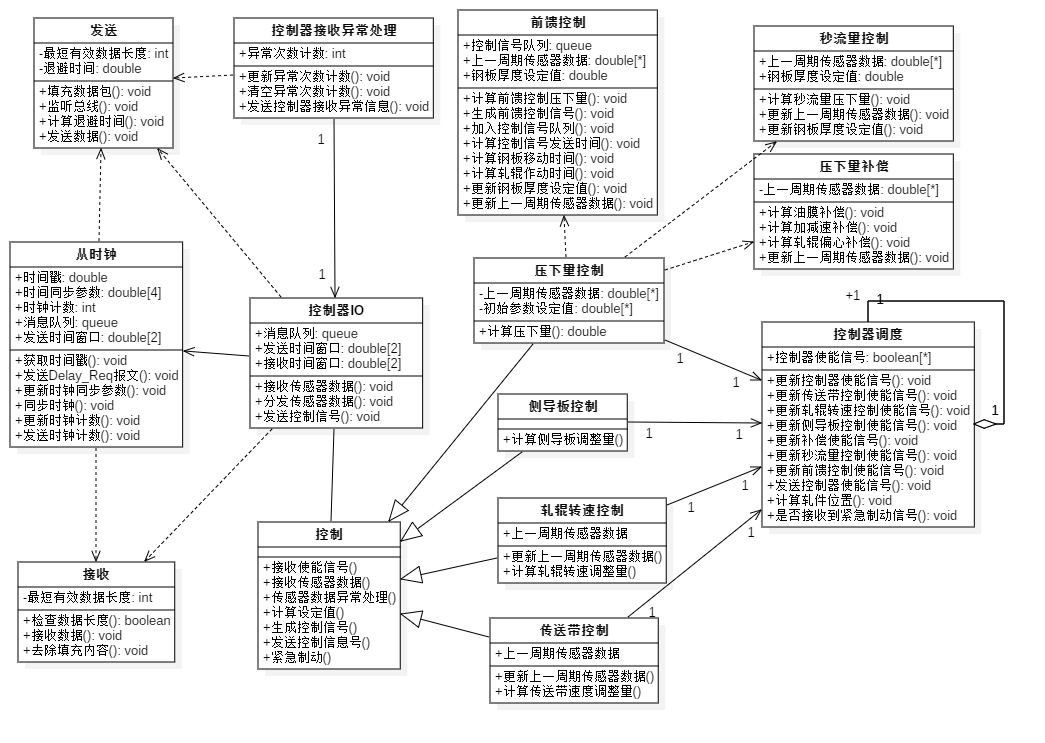 发送
-最短有效数据长度: int
-退避时间: double
+填充数据包(): void
+监听总线(): void
+计算退避时间(): void
+发送数据(): void
控制器接收异常处理
+异常次数计数: int
+更新异常次数计数(): void
+清空异常次数计数(): void
+发送控制器接收异常信息(): void
前馈控制
+控制信号队列: queue
+上一周期传感器数据: double[*]
+钢板厚度设定值: double
+计算前馈控制压下量(): void
+生成前馈控制信号(): void
+加入控制信号队列(): void
+计算控制信号发送时间(): void
+计算钢板移动时间(): void
+计算轧辊作动时间(): void
+更新钢板厚度设定值(): void
+更新上一周期传感器数据(): void
秒流量控制
+上一周期传感器数据: double[*]
+钢板厚度设定值: double
+计算秒流量压下量(): void
+更新上一周期传感器数据(): void
+更新钢板厚度设定值(): void
压下量补偿
-上一周期传感器数据: double[*]
+计算油膜补偿(): void
+计算加减速补偿(): void
+计算轧辊偏心补偿(): void
+更新上一周期传感器数据(): void
1
1
从时钟
+时间戳: double
+时间同步参数: double[4]
+时钟计数: int
+消息队列: queue
+发送时间窗口: double[2]
+获取时间戳(): void
+发送Delay_Req报文(): void
+更新时钟同步参数(): void
+同步时钟(): void
+更新时钟计数(): void
+发送时钟计数(): void
控制器IO
+消息队列: queue
+发送时间窗口: double[2]
+接收时间窗口: double[2]
+接收传感器数据(): void
+分发传感器数据(): void
+发送控制信号(): void
压下量控制
-上一周期传感器数据: double[*]
-初始参数设定值: double[*]
+计算压下量(): double
+1
1
控制器调度
+控制器使能信号: boolean[*]
+更新控制器使能信号(): void
+更新传送带控制使能信号(): void
+更新轧辊转速控制使能信号(): void
+更新侧导板控制使能信号(): void
+更新补偿使能信号(): void
+更新秒流量控制使能信号(): void
+更新前馈控制使能信号(): void
+发送控制器使能信号(): void
+计算轧件位置(): void
+是否接收到紧急制动信号(): void
1
1
1
侧导板控制
+计算侧导板调整量()
1
1
轧辊转速控制
+上一周期传感器数据
+更新上一周期传感器数据()
+计算轧辊转速调整量()
1
1
控制
+接收使能信号()
+接收传感器数据()
+传感器数据异常处理()
+计算设定值()
+生成控制信号()
+发送控制信息号()
+紧急制动()
传送带控制
+上一周期传感器数据
+更新上一周期传感器数据()
+计算传送带速度调整量()
1
1
接收
-最短有效数据长度: int
+检查数据长度(): boolean
+接收数据(): void
+去除填充内容(): void